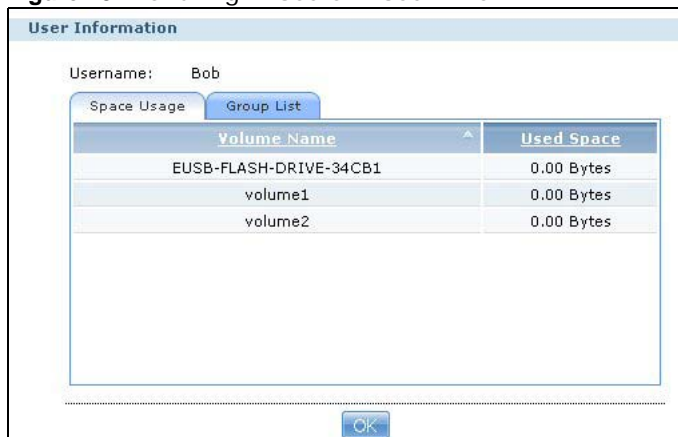 User Information
Username: Bob
Space Usage Group List
Volume Name Used Space
EUSB-FLASH-DRIVE-34CB1 0.00 Bytes
volume1 0.00 Bytes
volume2 0.00 Bytes
OK